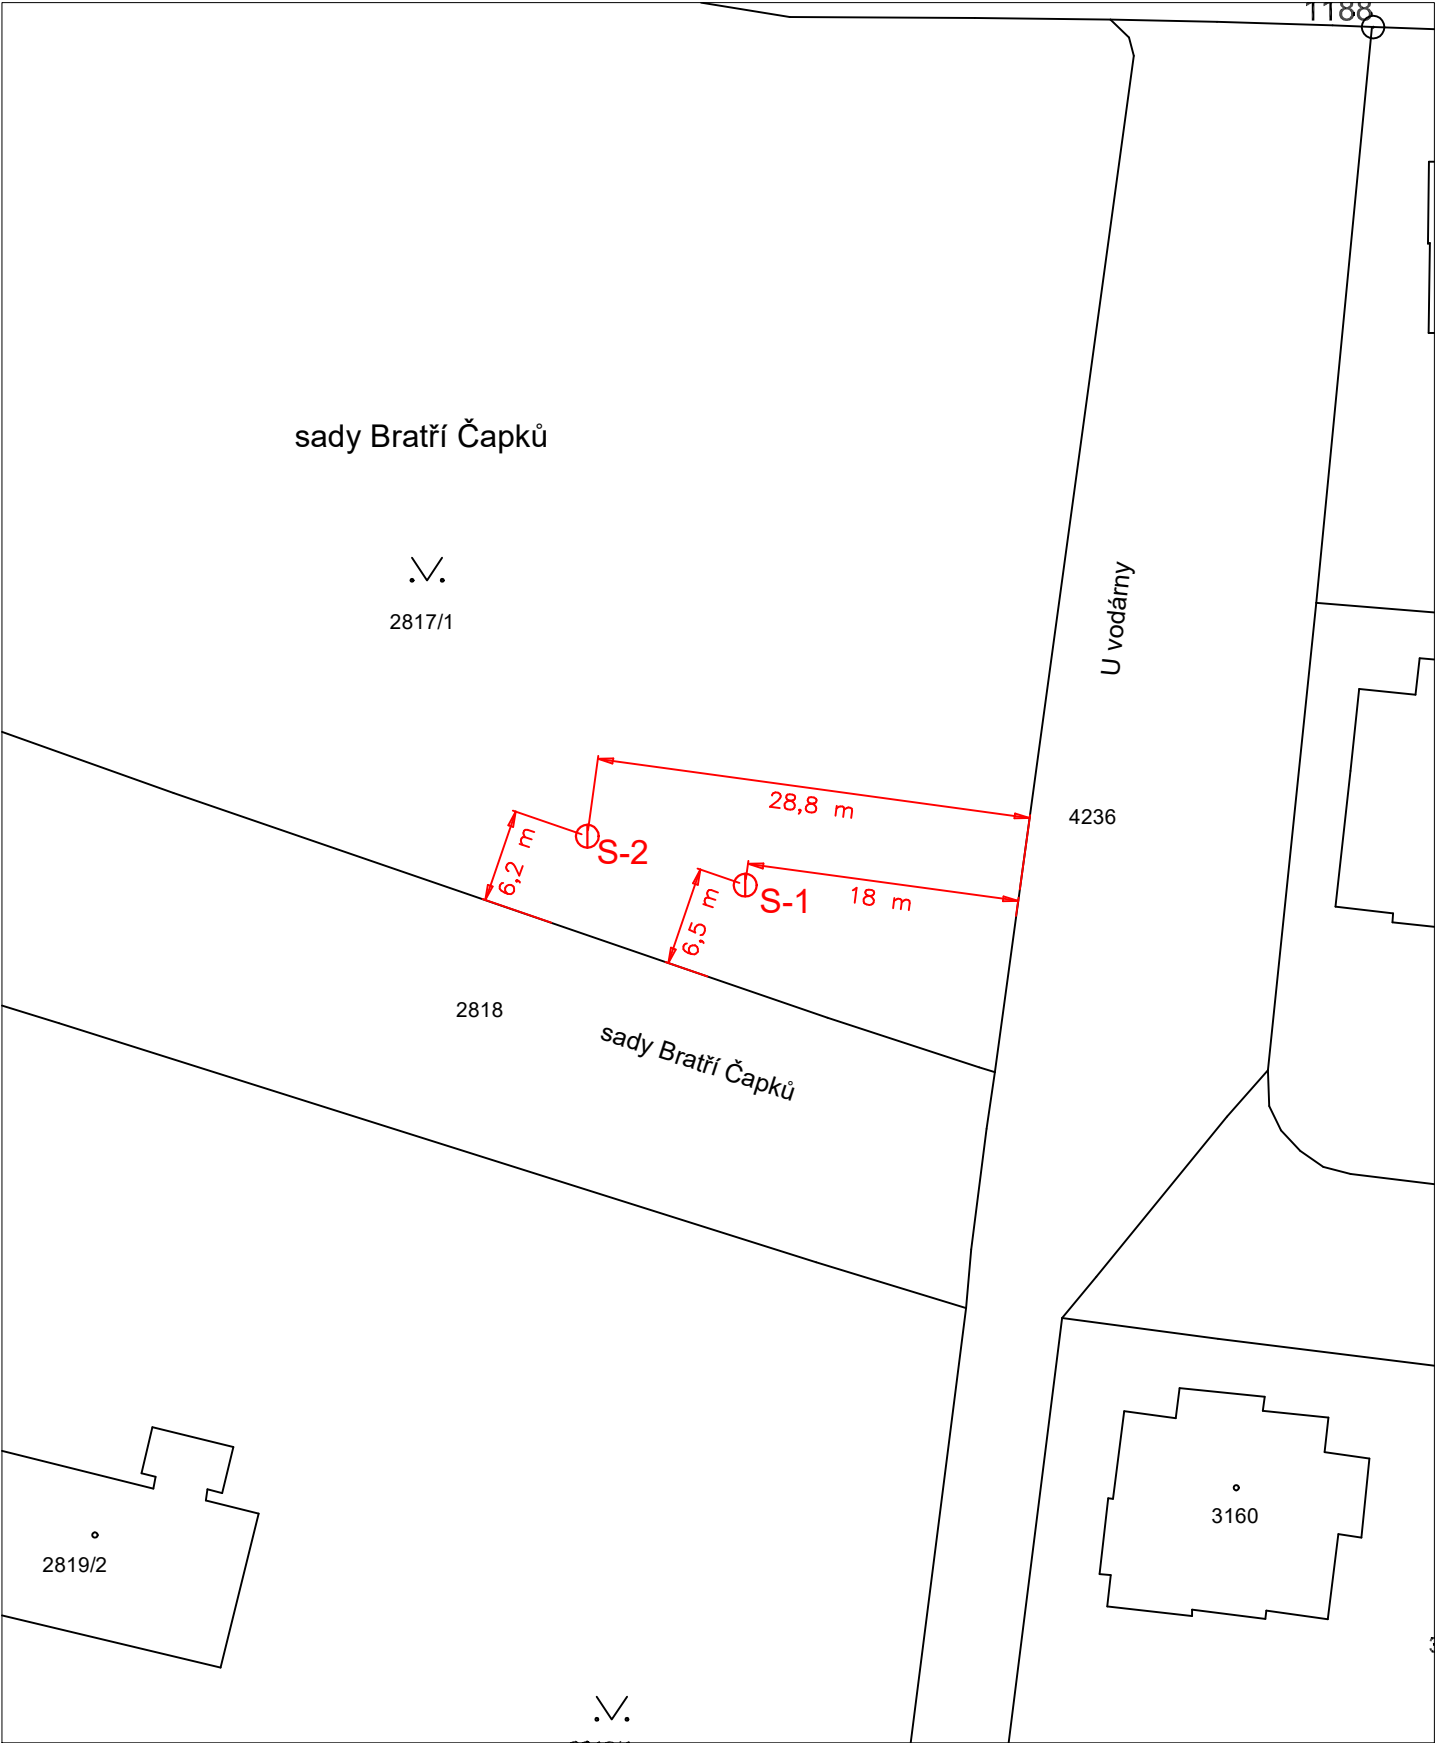 1188
sady Bratří Čapků
2817/1
U vodárny
28,8 m
4236
6,2 m
S-2
6,5 m
S-1
18 m
2818
sady Bratří Čapků
3160
2819/2